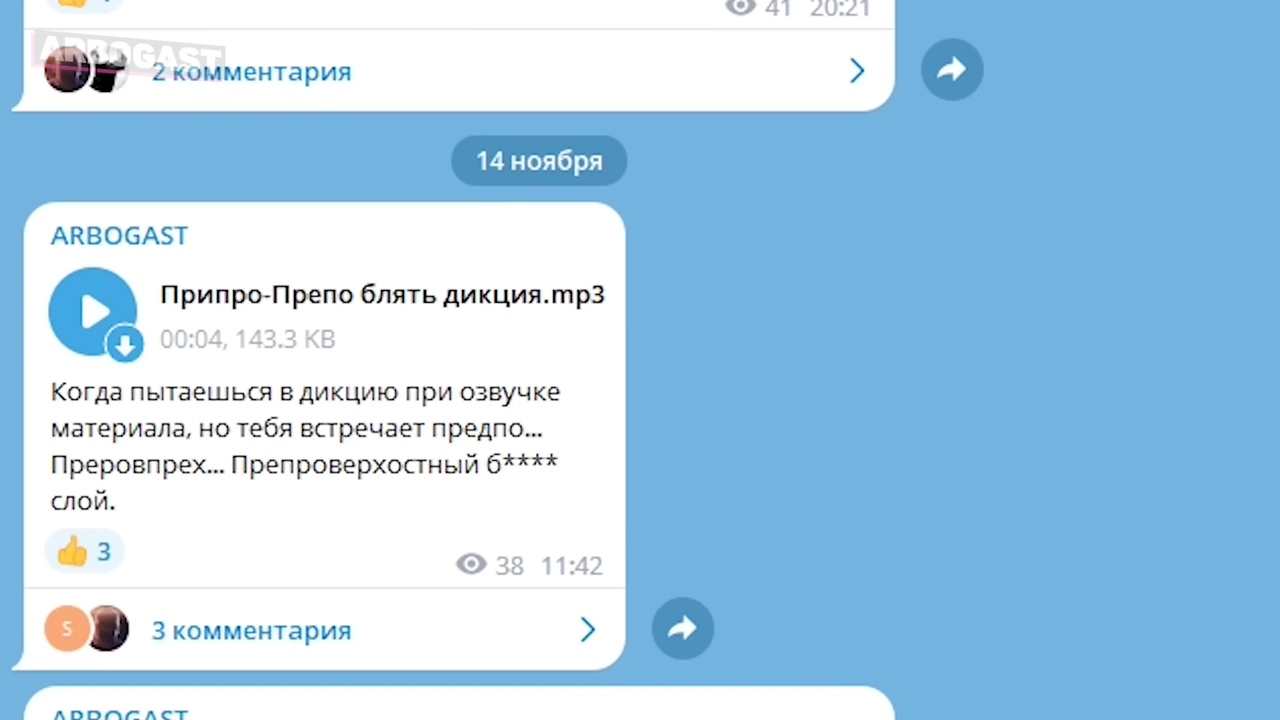 41 20:21
ARBOGAST
2 комментария
14 ноября
ARBOGAST
Припро-Препо блять дикция.mp3
00:04, 143.3 KB
Когда пытаешься в дикцию при озвучке
материала, но тебя встречает предпо...
Преровпрех... Препроверхостный б****
слой.
3
38 11:42
S
3 комментария
ARBOGAST